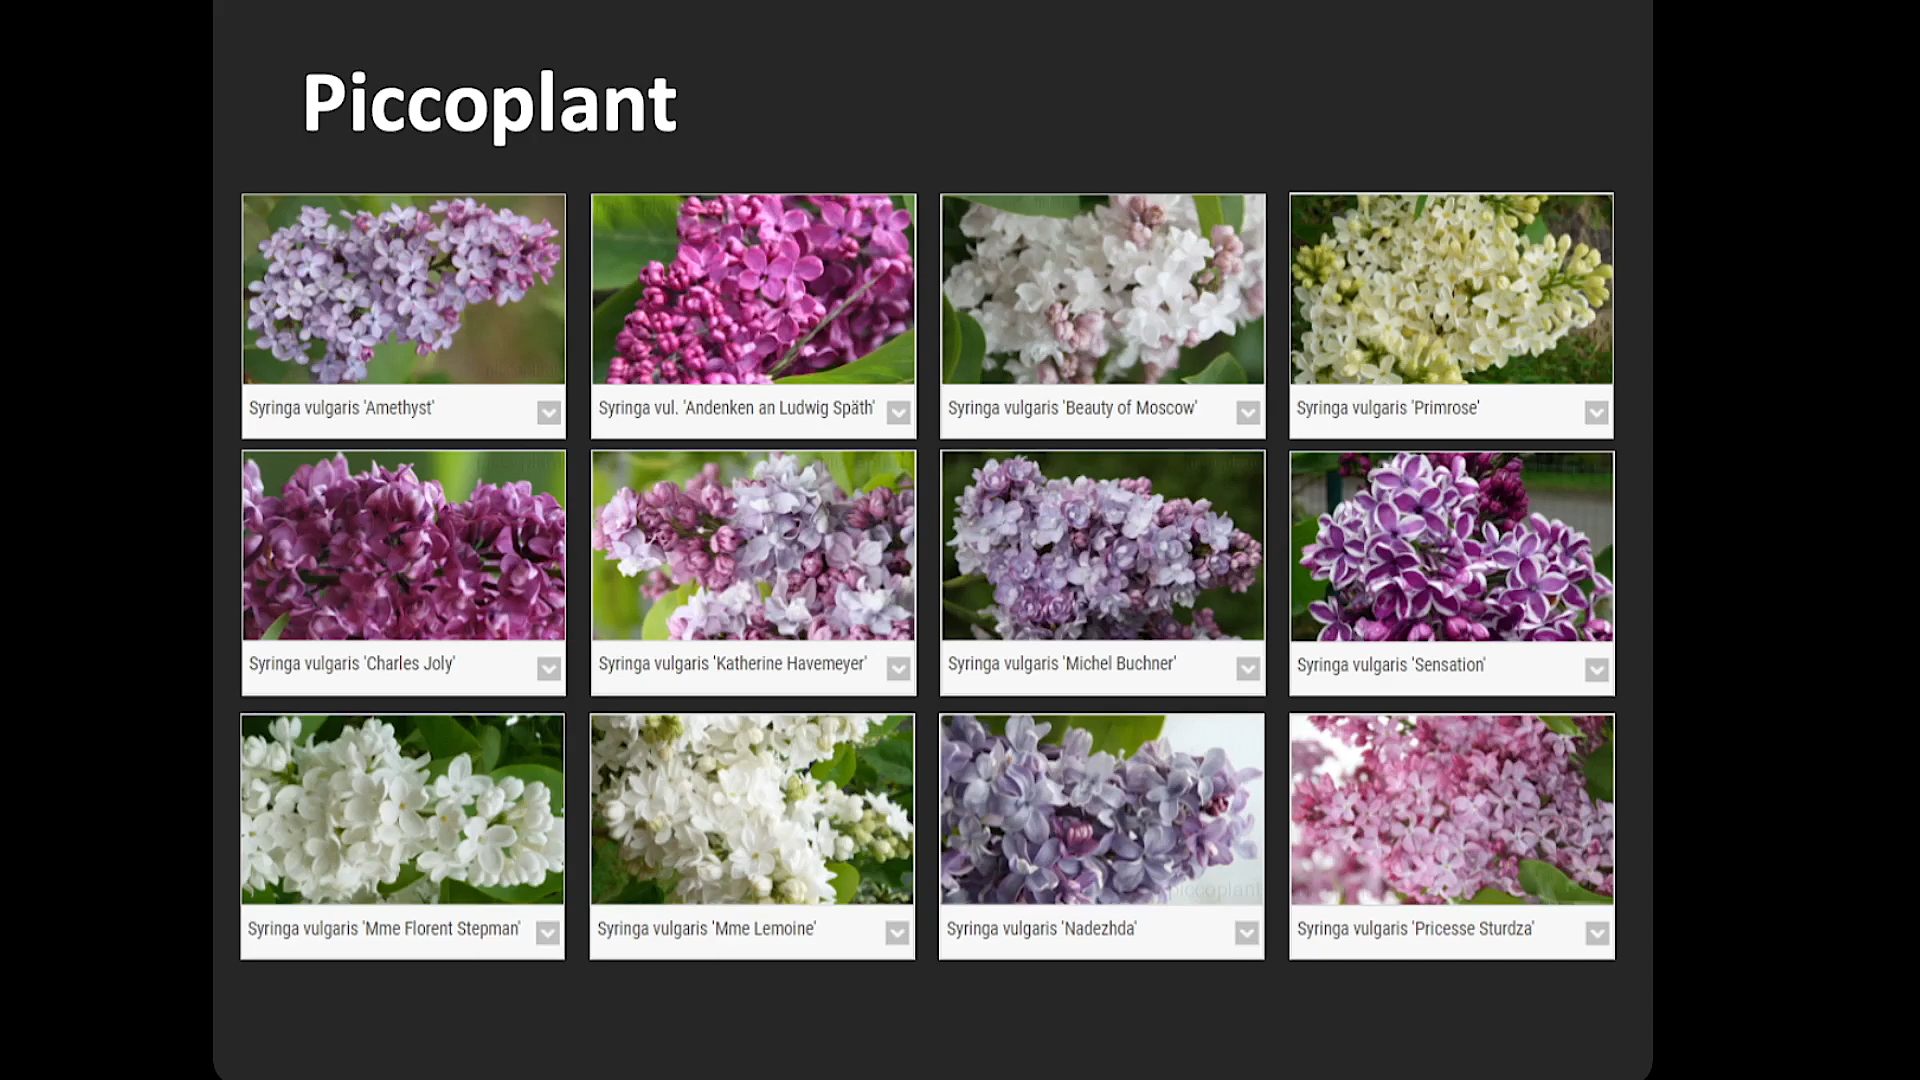 Piccoplant
Syringa vulgaris 'Amethyst'
Syringa vul. 'Andenken an Ludwig Späth'
Syringa vulgaris 'Beauty of Moscow'
Syringa vulgaris 'Primrose'
Syringa vulgaris 'Charles Joly'
Syringa vulgaris 'Katherine Havemeyer'
Syringa vulgaris 'Michel Buchner'
Syringa vulgaris 'Sensation'
piccoplant
Syringa vulgaris 'Mme Florent Stepman'
Syringa vulgaris 'Mme Lemoine'
Syringa vulgaris 'Nadezhda'
Syringa vulgaris 'Pricesse Sturdza'